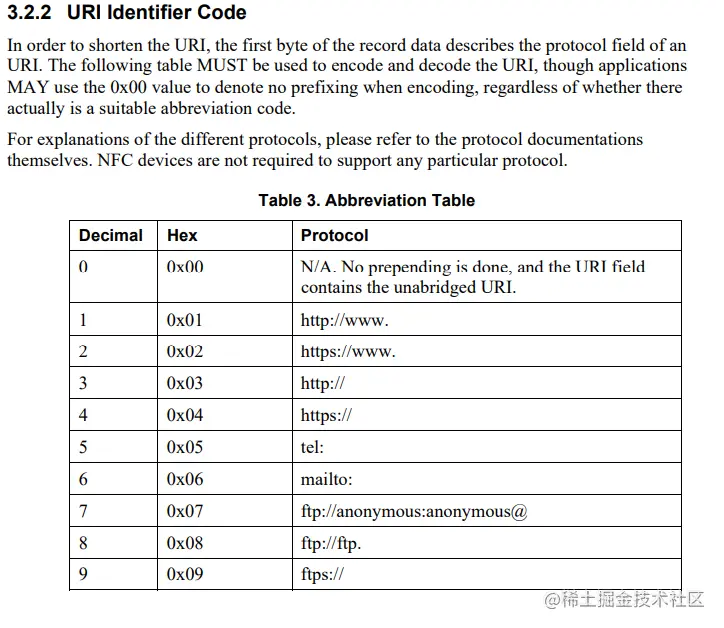 3.2.2 URI Identifier Code
In order to shorten the URI, the first byte of the record data describes the protocol field of an
URI. The following table MUST be used to encode and decode the URI, though applications
MAY use the 0x00 value to denote no prefixing when encoding, regardless of whether there
actually is a suitable abbreviation code.
For explanations of the different protocols, please refer to the protocol documentations
themselves. NFC devices are not required to support any particular protocol.
Table 3. Abbreviation Table
Decimal Hex Protocol
0 0x00 N/A. No prepending is done, and the URI field
contains the unabridged URI.
1 0x01 http://www.
2 0x02 https://www.
3 0x03 http://
4 0x04 https://
5 0x05 tel:
6 0x06 mailto:
7 0x07 ftp://anonymous:anonymous@
8 0x08 ftp://ftp.
9 0x09 ftps://
@稀土掘金技术社区